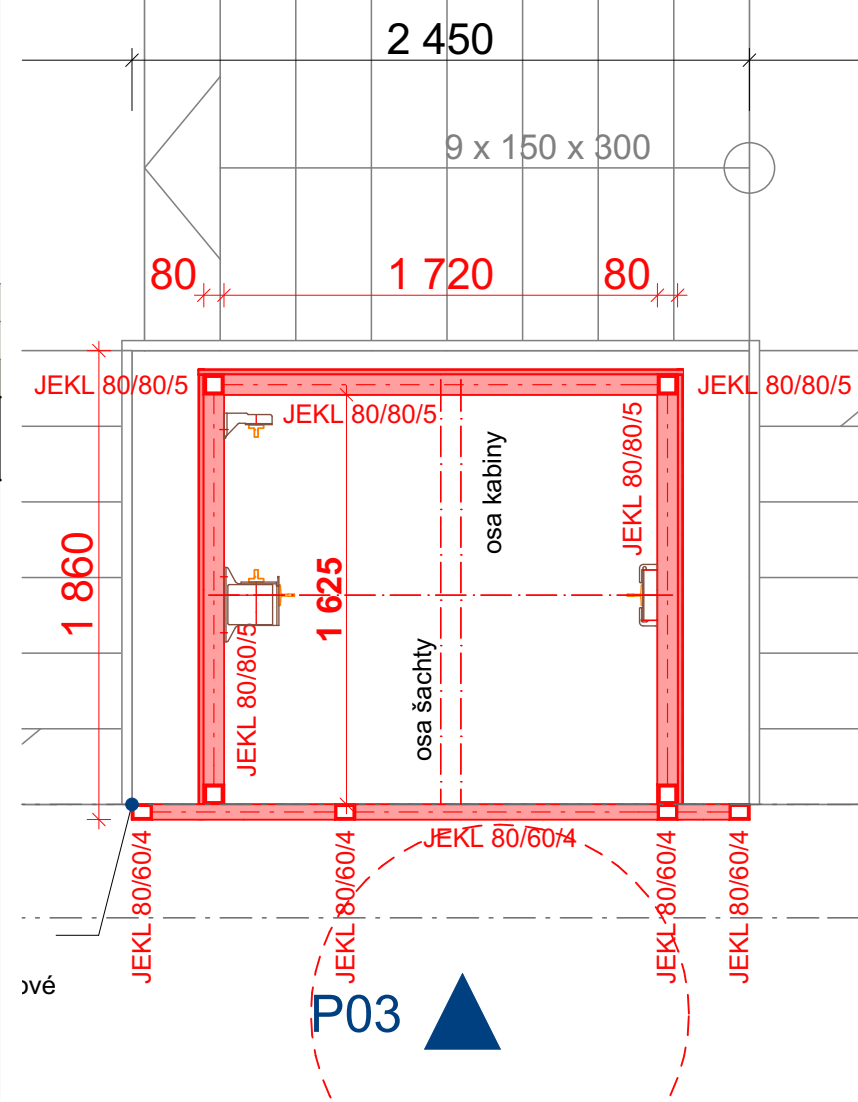 2 450
9 x 150 x 300
80
1 720
80
JEKL 80/80/5
JEKL 80/80/5
JEKL 80/80/5
JEKL 80/80/5
osa kabiny
1 860
1 625
JEKL 80/80/5
osa šachty
JEKL 80/60/4
JEKL 80/60/4
JEKL 80/60/4
JEKL 80/60/4
JEKL 80/60/4
ové
P03